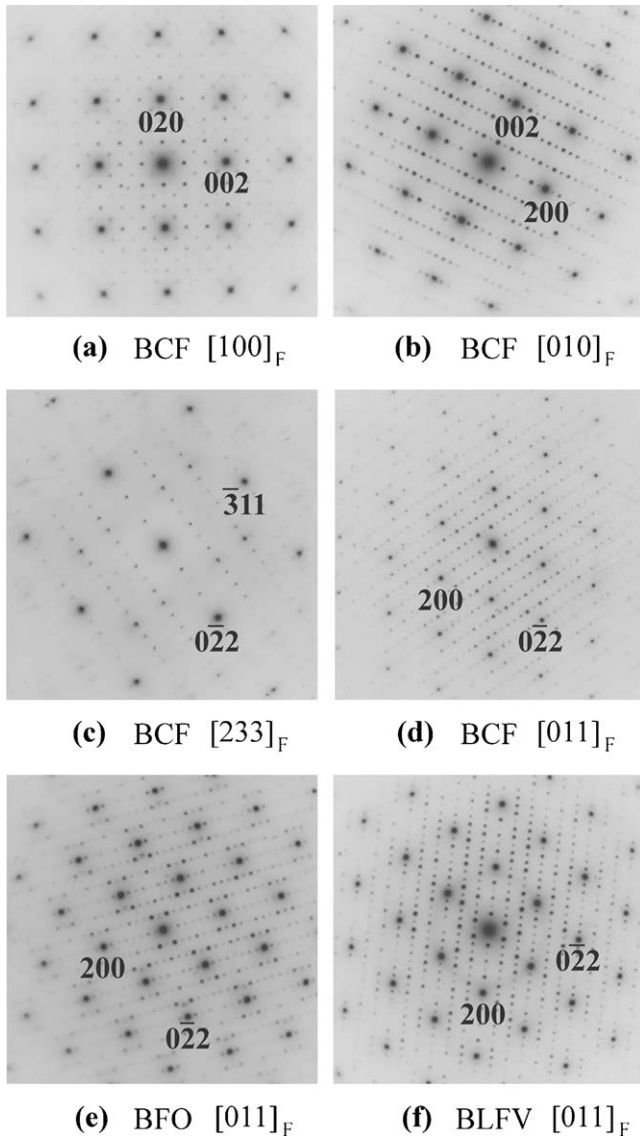 020
002
002
200
(a) BCF [100]F
(b) BCF [010]F
3̄11
02̄2
200
02̄2
(c) BCF [233]F
(d) BCF [011]F
200
02̄2
02̄2
200
(e) BFO [011]F
(f) BLFV [011]F